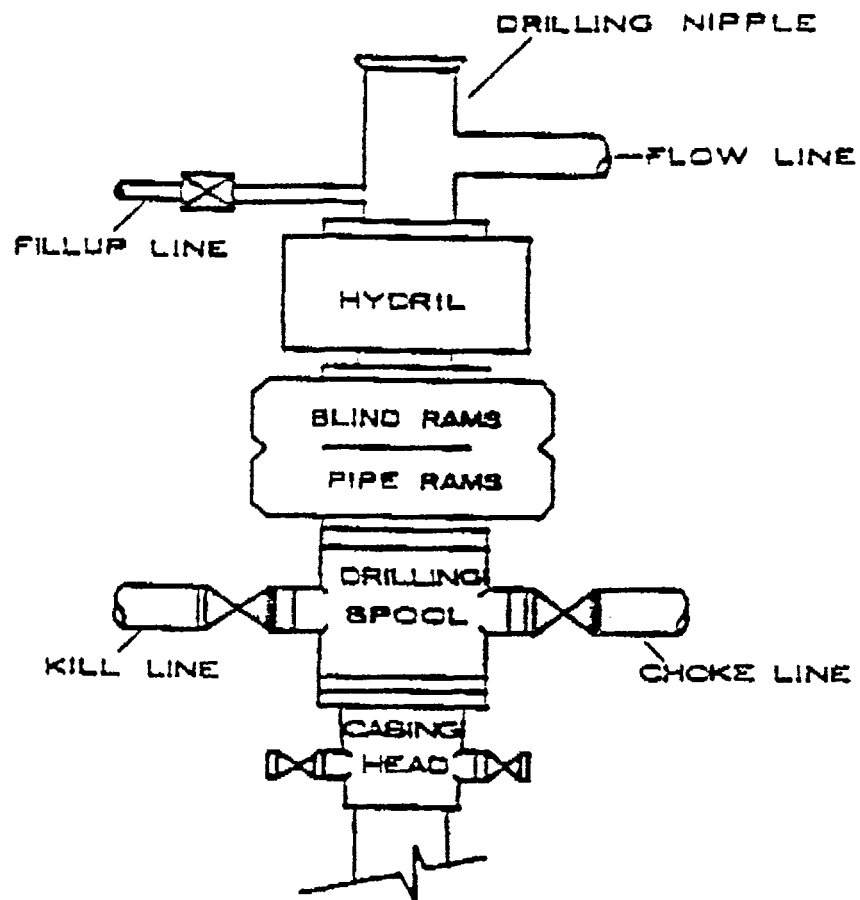 DRILLING NIPPLE
FLOW LINE
FILLUP LINE
HYDRIL
BLIND RAMS
PIPE RAMS
DRILLING
SPOOL
KILL LINE
CHOKE LINE
CASING
HEAD